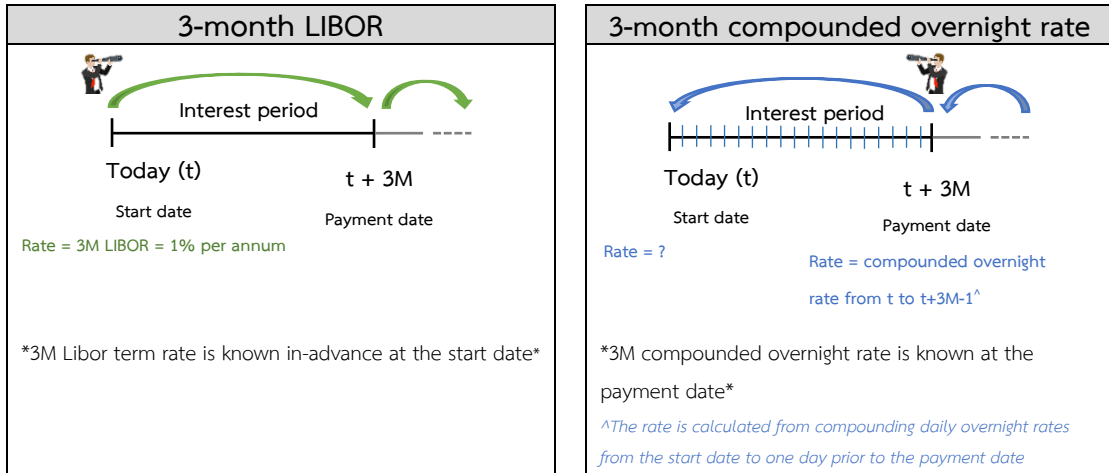 3-month LIBOR
Interest period
Today (t)
t + 3M
Start date
Payment date
Rate = 3M LIBOR = 1% per annum
*3M Libor term rate is known in-advance at the start date*
3-month compounded overnight rate
Interest period
Today (t)
t + 3M
Start date
Payment date
Rate = ?
Rate = compounded overnight
rate from t to t+3M-1^
*3M compounded overnight rate is known at the
payment date*
^The rate is calculated from compounding daily overnight rates
from the start date to one day prior to the payment date